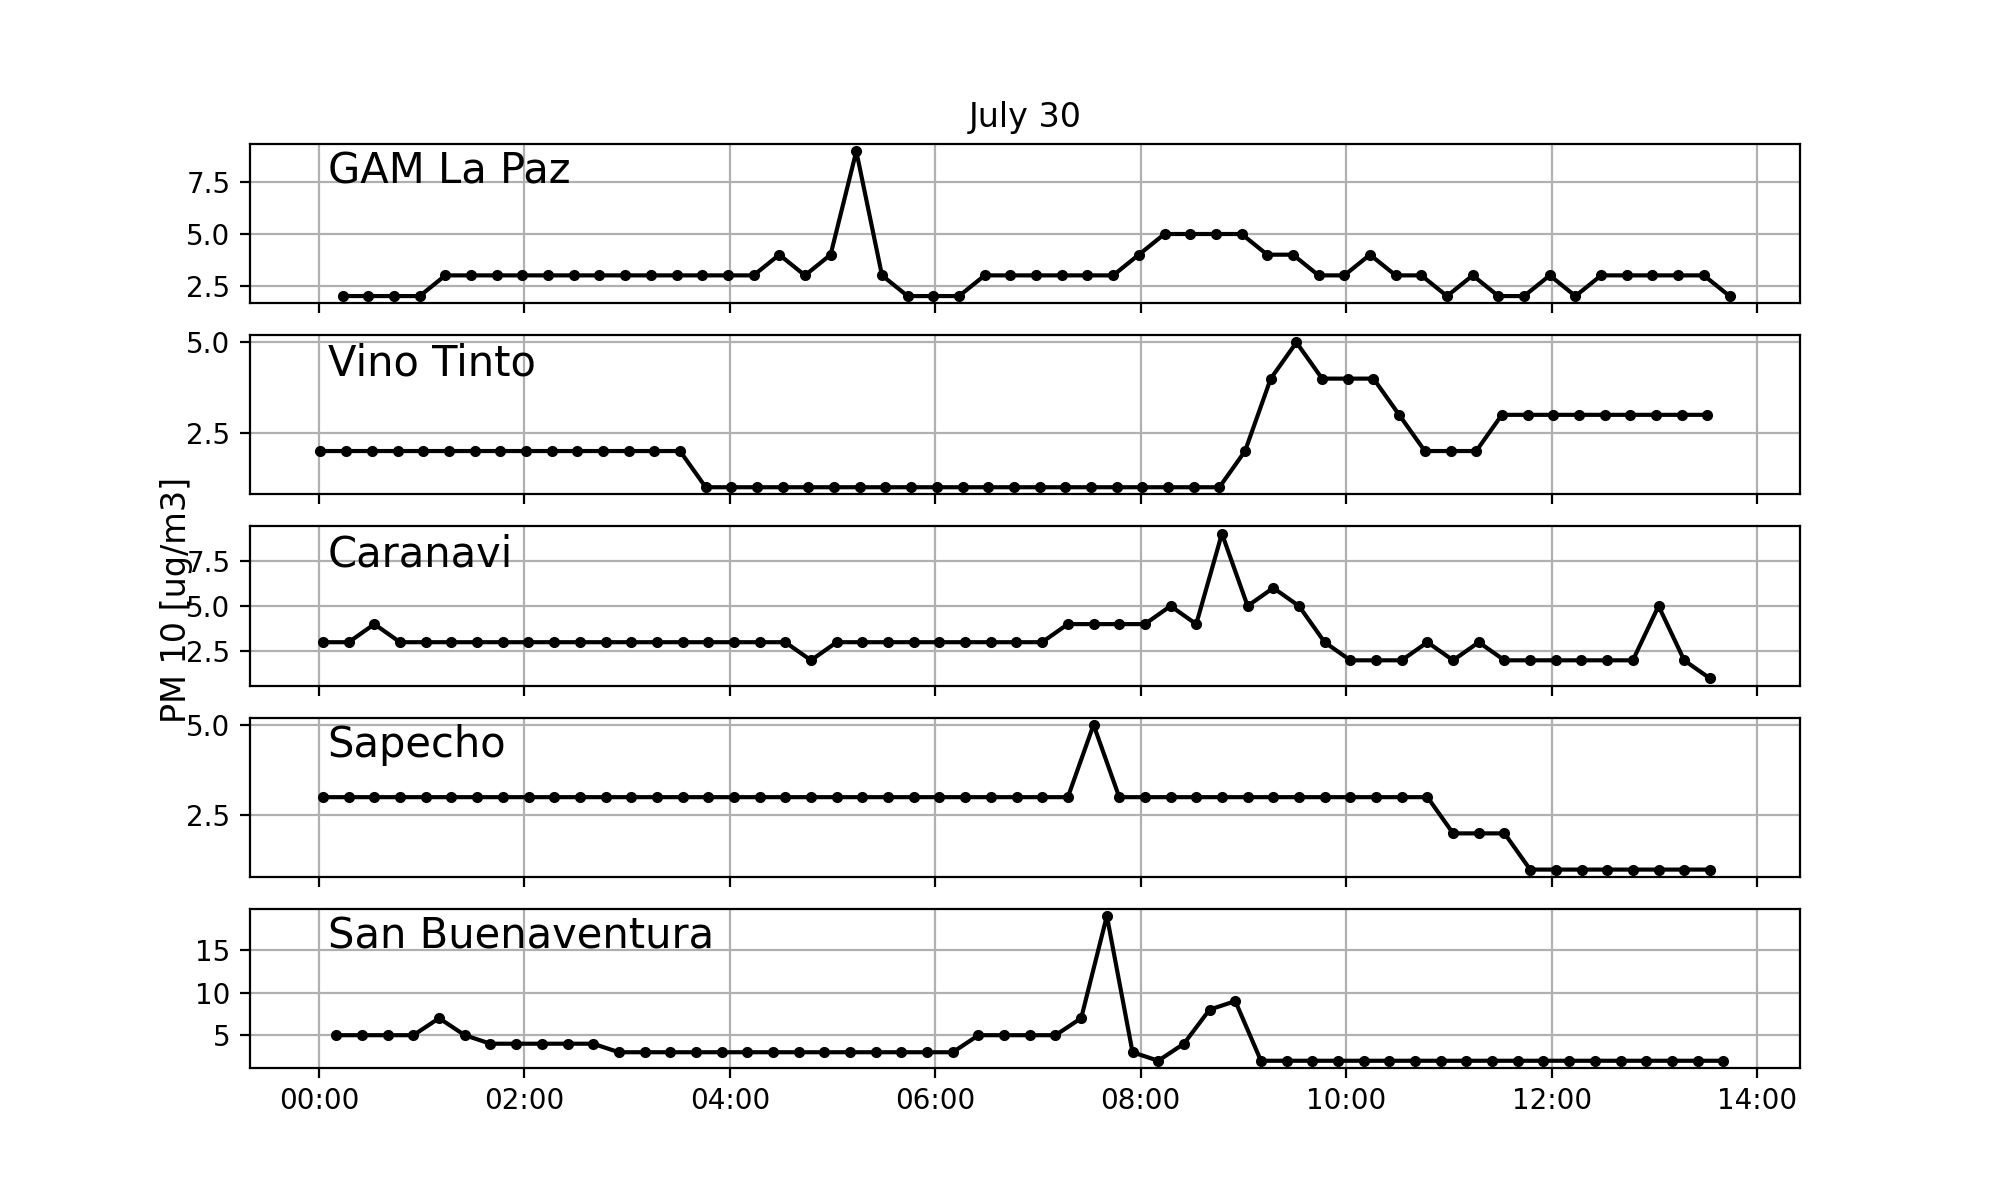 July 30
GAM La Paz
7.5
5.0
2.5
Vino Tinto
5.0
2.5
PM 10 [ug/m3]
Caranavi
7.5
5.0
2.5
Sapecho
5.0
2.5
San Buenaventura
15
10
5
00:00 02:00 04:00 06:00 08:00 10:00 12:00 14:00